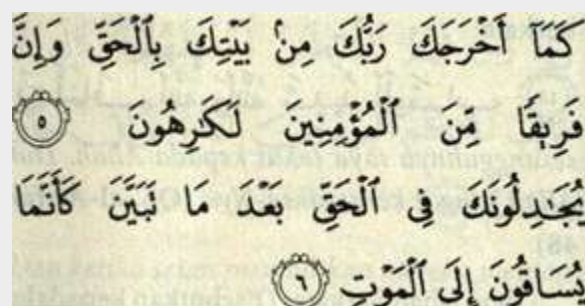 كَمَآ أَخْرَجَكَ رَبُّكَ مِنۢ بَيْتِكَ بِٱلْحَقِّ وَإِنَّ
فَرِيقًا مِّنَ ٱلْمُؤْمِنِينَ لَكَٰرِهُونَ ٥
يُجَٰدِلُونَكَ فِى ٱلْحَقِّ بَعْدَ مَا تَبَيَّنَ كَأَنَّمَا
يُسَاقُونَ إِلَى ٱلْمَوْتِ ٦